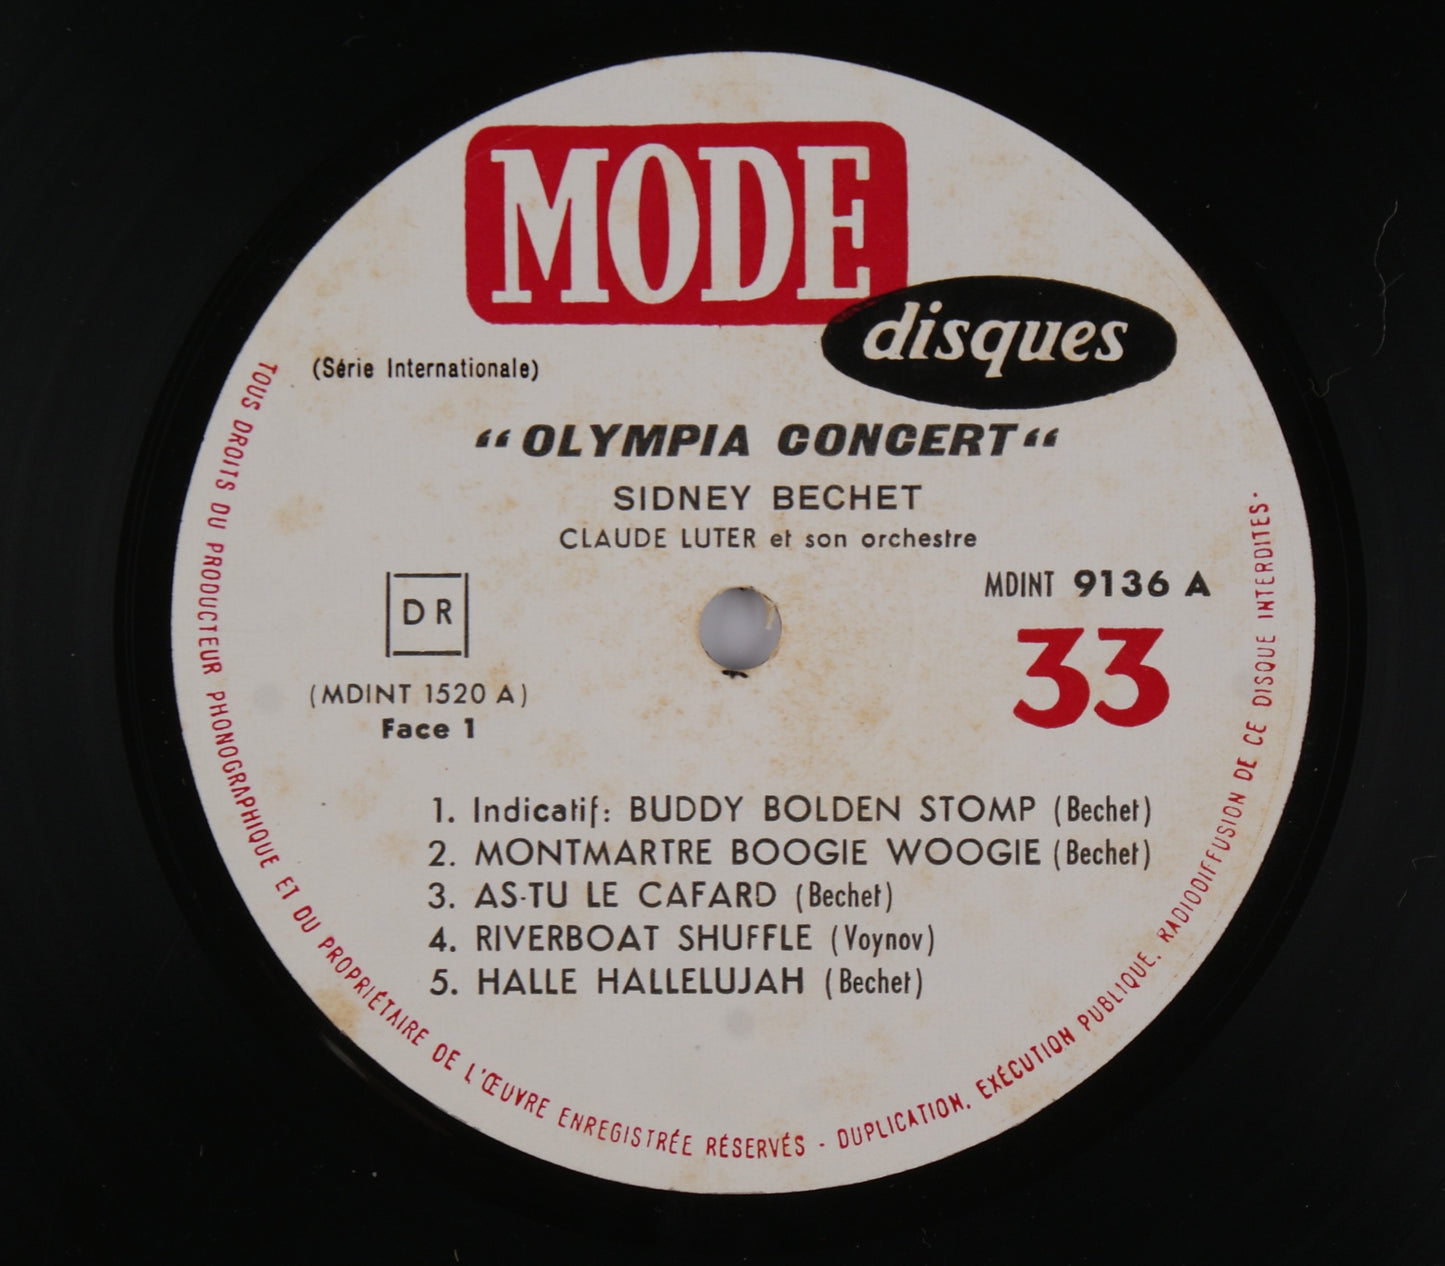 MODE
disques
(Série Internationale)
“OLYMPIA CONCERT“
SIDNEY BECHET
CLAUDE LUTER et son orchestre
MDINT 9136 A
DR
33
(MDINT 1520 A)
Face 1
1. Indicatif: BUDDY BOLDEN STOMP (Bechet)
2. MONTMARTRE BOOGIE WOOGIE (Bechet)
3. AS-TU LE CAFARD (Bechet)
4. RIVERBOAT SHUFFLE (Voynov)
5. HALLE HALLELUJAH (Bechet)
TOUS DROITS DU PRODUCTEUR PHONOGRAPHIQUE ET DU PROPRIÉTAIRE DE L'ŒUVRE ENREGISTRÉE RÉSERVÉS - DUPLICATION. EXÉCUTION PUBLIQUE. RADIODIFFUSION DE CE DISQUE INTERDITES.